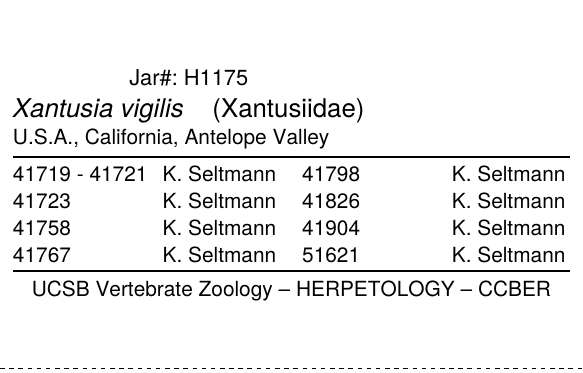 Jar#: H1175
Xantusia vigilis (Xantusiidae)
U.S.A., California, Antelope Valley
41719 - 41721 K. Seltmann 41798 K. Seltmann
41723 K. Seltmann 41826 K. Seltmann
41758 K. Seltmann 41904 K. Seltmann
41767 K. Seltmann 51621 K. Seltmann
UCSB Vertebrate Zoology – HERPETOLOGY – CCBER